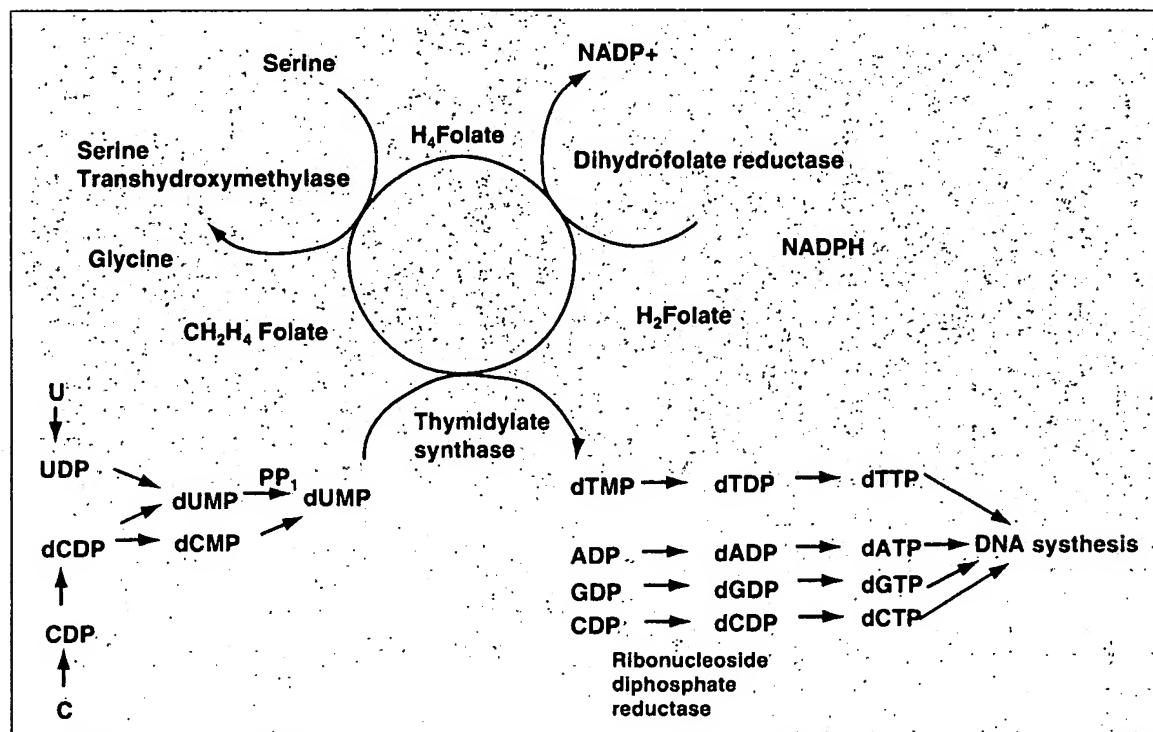 Serine
NADP+
H₄Folate
Serine
Transhydroxymethylase
Dihydrofolate reductase
Glycine
NADPH
CH₂H₄ Folate
H₂Folate
U
Thymidylate
synthase
UDP
dUMP
PP₁
dUMP
dTMP
dTDP
dTTP
dCDP
dCMP
ADP
dADP
dATP
DNA systhesis
GDP
dGDP
dGTP
CDP
CDP
dCDP
dCTP
Ribonucleoside
diphosphate
reductase
C